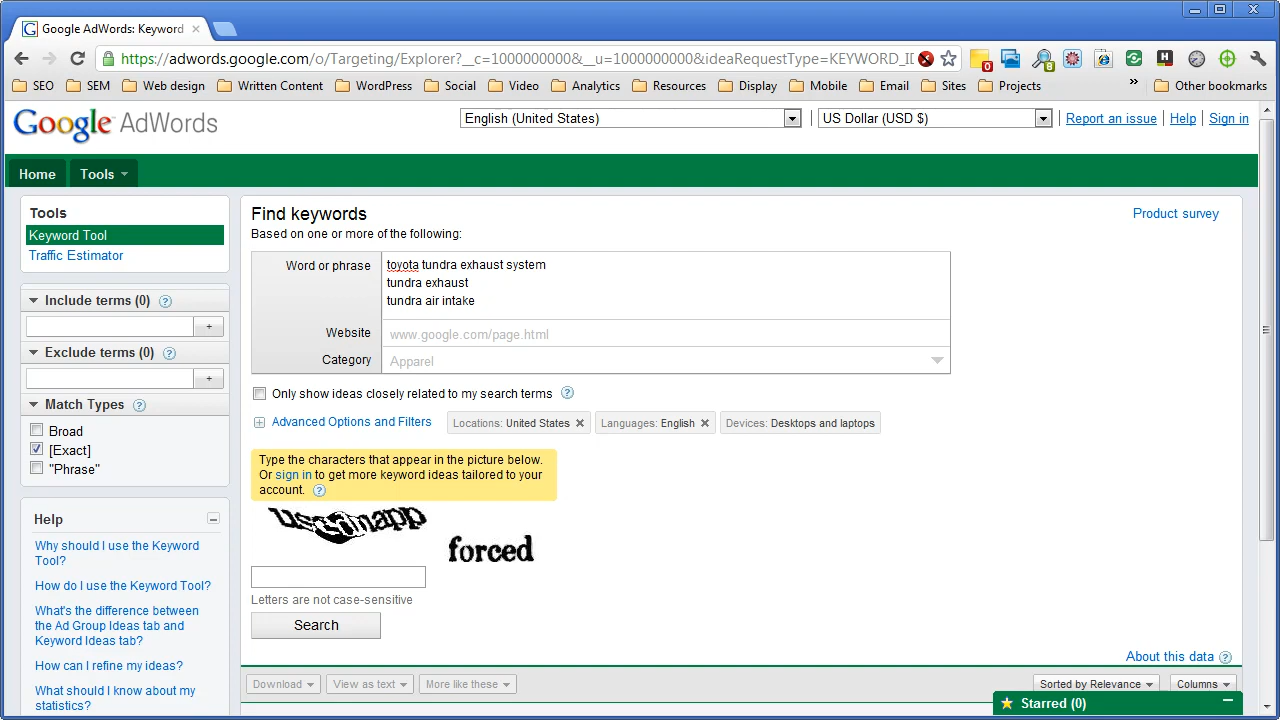 Google AdWords: Keyword
https://adwords.google.com/o/Targeting/Explorer?__c=1000000000&__u=1000000000&ideaRequestType=KEYWORD_ID
0
8
SEO SEM Web design Written Content WordPress Social Video Analytics Resources Display Mobile Email Sites Projects » Other bookmarks
Google AdWords English (United States) US Dollar (USD $) Report an issue Help Sign in
Home Tools
Tools
Keyword Tool
Traffic Estimator
Include terms (0) ?
+
Exclude terms (0) ?
+
Match Types ?
Broad
[Exact]
"Phrase"
Help
Why should I use the Keyword
Tool?
How do I use the Keyword Tool?
What's the difference between
the Ad Group Ideas tab and
Keyword Ideas tab?
How can I refine my ideas?
What should I know about my
statistics?
Find keywords Product survey
Based on one or more of the following:
Word or phrase toyota tundra exhaust system
tundra exhaust
tundra air intake
Website www.google.com/page.html
Category Apparel
Only show ideas closely related to my search terms ?
Advanced Options and Filters Locations: United States × Languages: English × Devices: Desktops and laptops
Type the characters that appear in the picture below.
Or sign in to get more keyword ideas tailored to your
account. ?
forced
Letters are not case-sensitive
Search
About this data ?
Download View as text More like these Sorted by Relevance Columns
Starred (0)